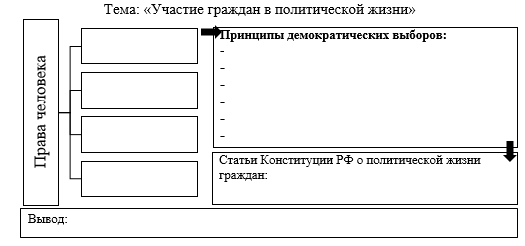 Тема: «Участие граждан в политической жизни»
Права человека
Принципы демократических выборов:
-
-
-
-
-
-
Статьи Конституции РФ о политической жизни
граждан:
Вывод: